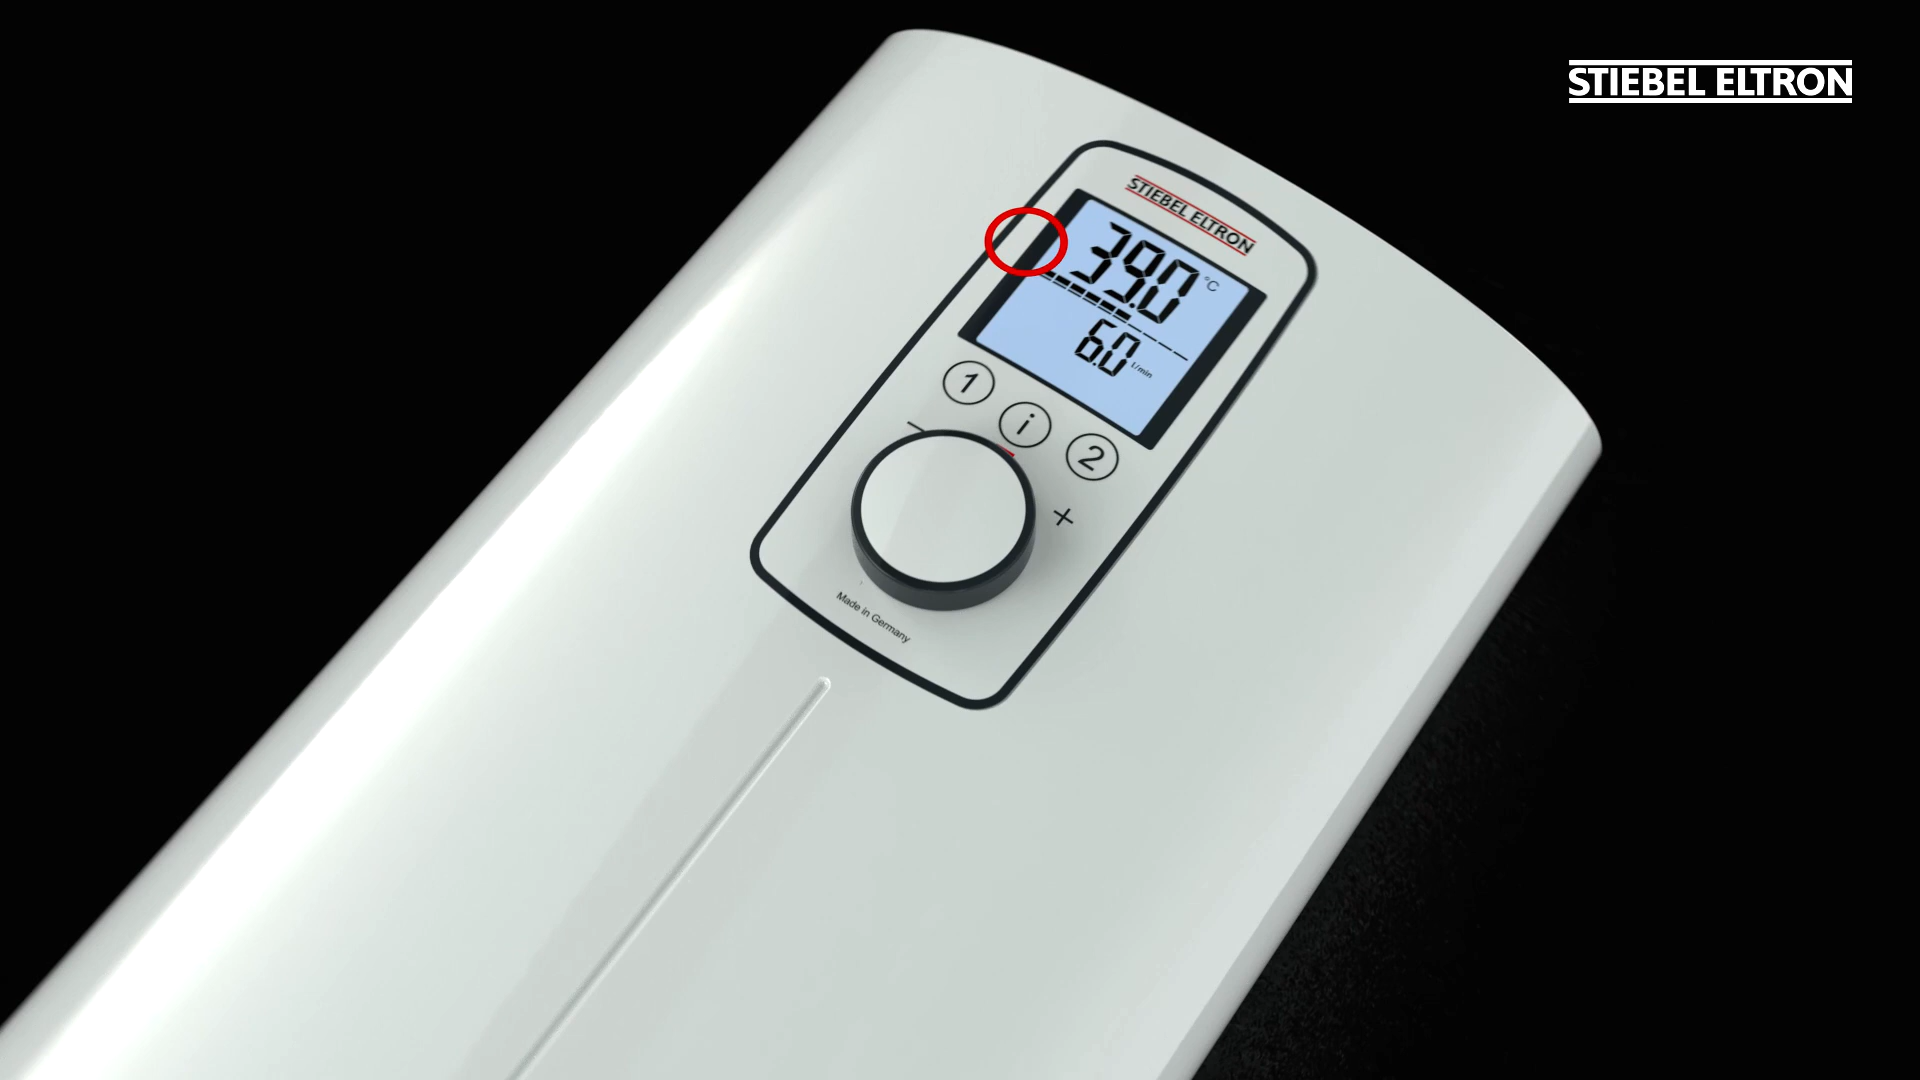 STIEBEL ELTRON
STIEBEL ELTRON
39.0 °C
6.0 l/min
1 i 2
− +
Made in Germany